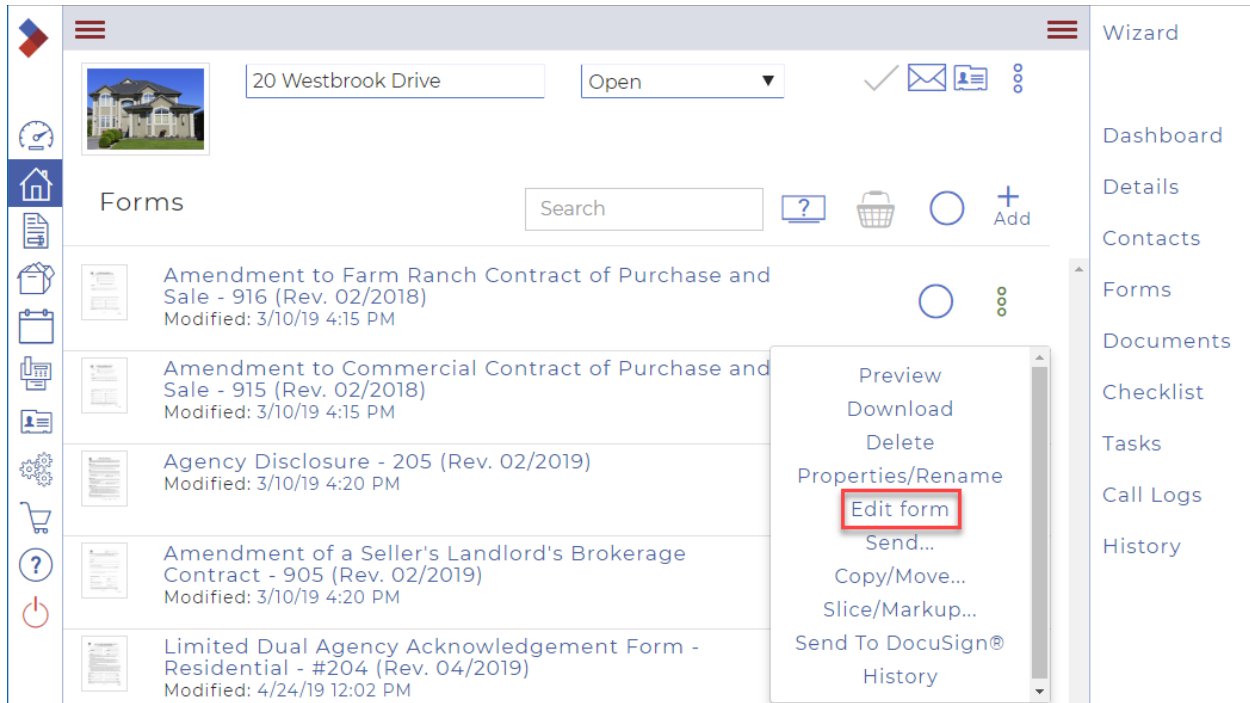 Wizard
20 Westbrook Drive
Open
Dashboard
Details
Contacts
Forms
Documents
Checklist
Tasks
Call Logs
History
Forms
Search
?
Add
Amendment to Farm Ranch Contract of Purchase and
Sale - 916 (Rev. 02/2018)
Modified: 3/10/19 4:15 PM
Amendment to Commercial Contract of Purchase and
Sale - 915 (Rev. 02/2018)
Modified: 3/10/19 4:15 PM
Agency Disclosure - 205 (Rev. 02/2019)
Modified: 3/10/19 4:20 PM
Amendment of a Seller's Landlord's Brokerage
Contract - 905 (Rev. 02/2019)
Modified: 3/10/19 4:20 PM
Limited Dual Agency Acknowledgement Form -
Residential - #204 (Rev. 04/2019)
Modified: 4/24/19 12:02 PM
Preview
Download
Delete
Properties/Rename
Edit form
Send...
Copy/Move...
Slice/Markup...
Send To DocuSign®
History
?